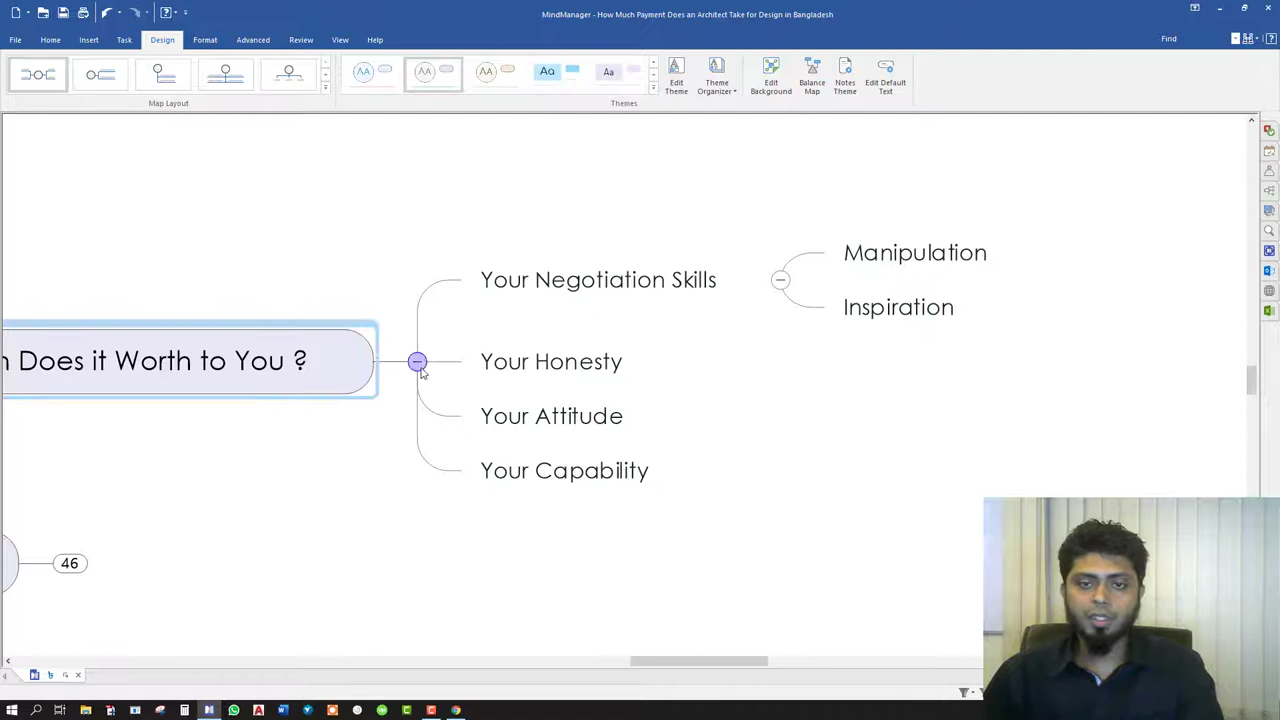 MindManager - How Much Payment Does an Architect Take for Design in Bangladesh
File Home Insert Task Design Format Advanced Review View Help
Find
Aa Aa
Edit Theme
Theme Organizer
Edit Background
Balance Map
Notes Theme
Edit Default Text
Map Layout
Themes
Manipulation
Your Negotiation Skills
Inspiration
Does it Worth to You ?
Your Honesty
Your Attitude
Your Capability
46